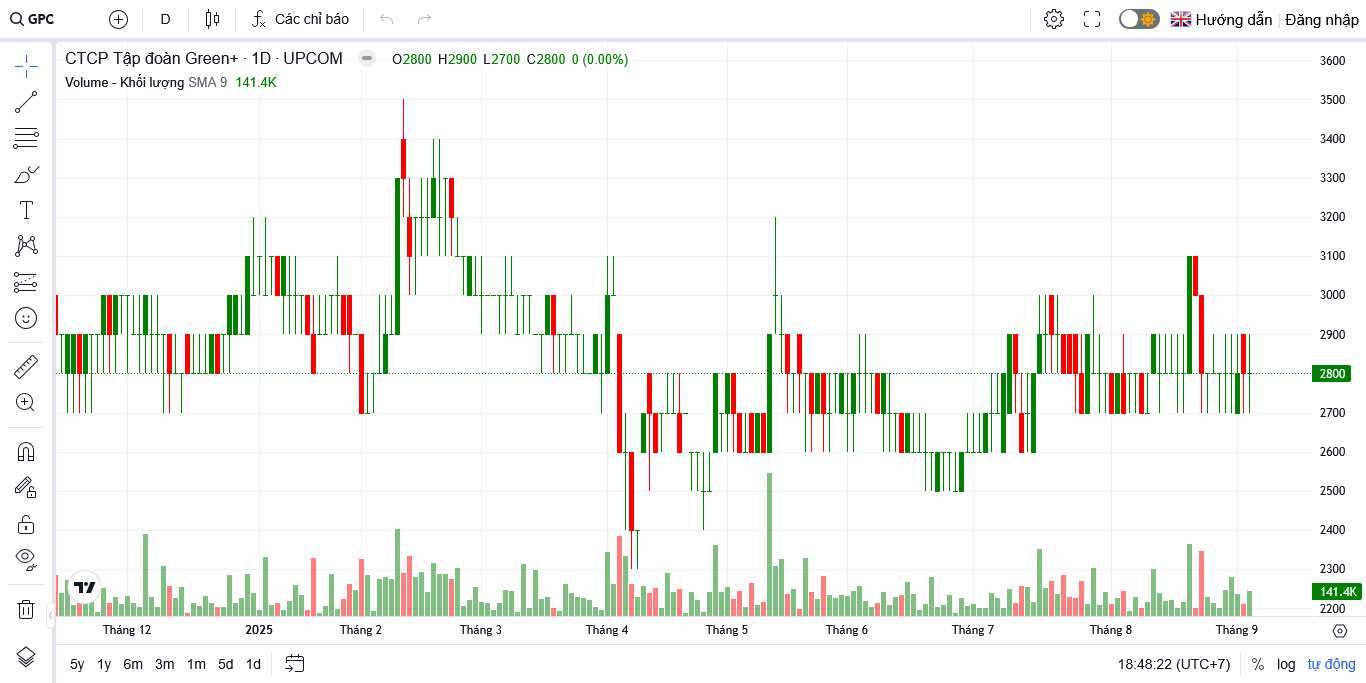 GPC D Các chỉ báo Hướng dẫn Đăng nhập
CTCP Tập đoàn Green+ · 1D · UPCOM O2800 H2900 L2700 C2800 0 (0.00%)
Volume - Khối lượng SMA 9 141.4K
3600
3500
3400
3300
3200
3100
3000
2900
2800
2700
2600
2500
2400
2300
141.4K
2200
Tháng 12 2025 Tháng 2 Tháng 3 Tháng 4 Tháng 5 Tháng 6 Tháng 7 Tháng 8 Tháng 9
5y 1y 6m 3m 1m 5d 1d 18:48:22 (UTC+7) % log tự động